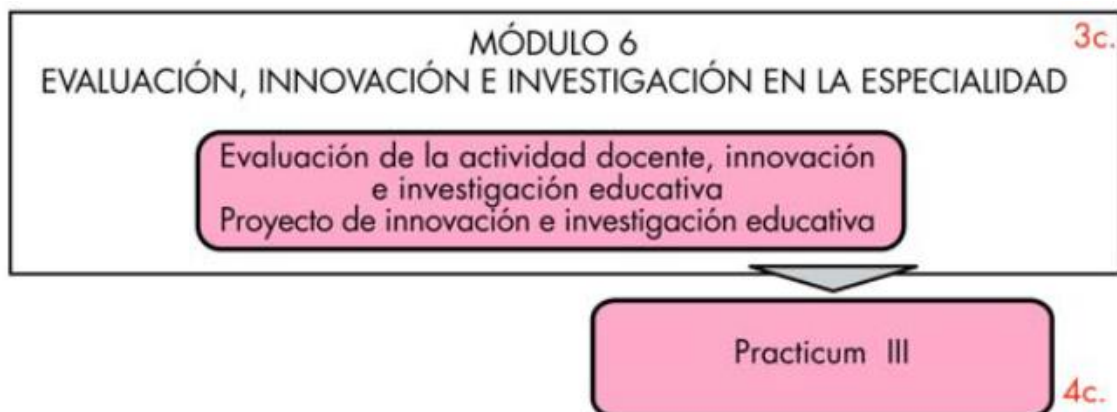 MÓDULO 6
3c.
EVALUACIÓN, INNOVACIÓN E INVESTIGACIÓN EN LA ESPECIALIDAD
Evaluación de la actividad docente, innovación
e investigación educativa
Proyecto de innovación e investigación educativa
Practicum III
4c.